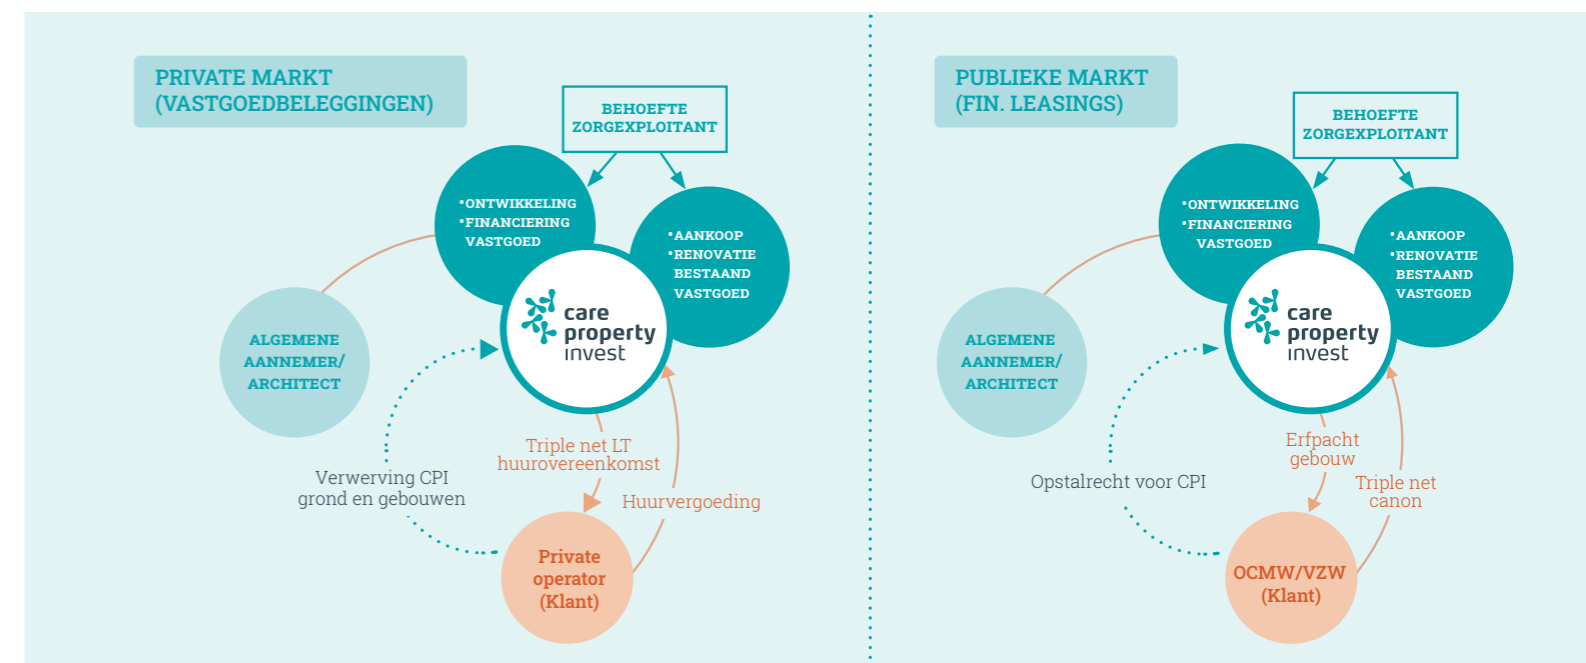 PRIVATE MARKT
(VASTGOEDBELEGGINGEN)
BEHOEFTE
ZORGEXPLOITANT
•ONTWIKKELING
•FINANCIERING
VASTGOED
•AANKOOP
•RENOVATIE
BESTAAND
VASTGOED
care
property
invest
ALGEMENE
AANNEMER/
ARCHITECT
Triple net LT
huurovereenkomst
Verwerving CPI
grond en gebouwen
Huurvergoeding
Private
operator
(Klant)
PUBLIEKE MARKT
(FIN. LEASINGS)
BEHOEFTE
ZORGEXPLOITANT
•ONTWIKKELING
•FINANCIERING
VASTGOED
•AANKOOP
•RENOVATIE
BESTAAND
VASTGOED
care
property
invest
ALGEMENE
AANNEMER/
ARCHITECT
Erfpacht
gebouw
Opstalrecht voor CPI
Triple net
canon
OCMW/VZW
(Klant)